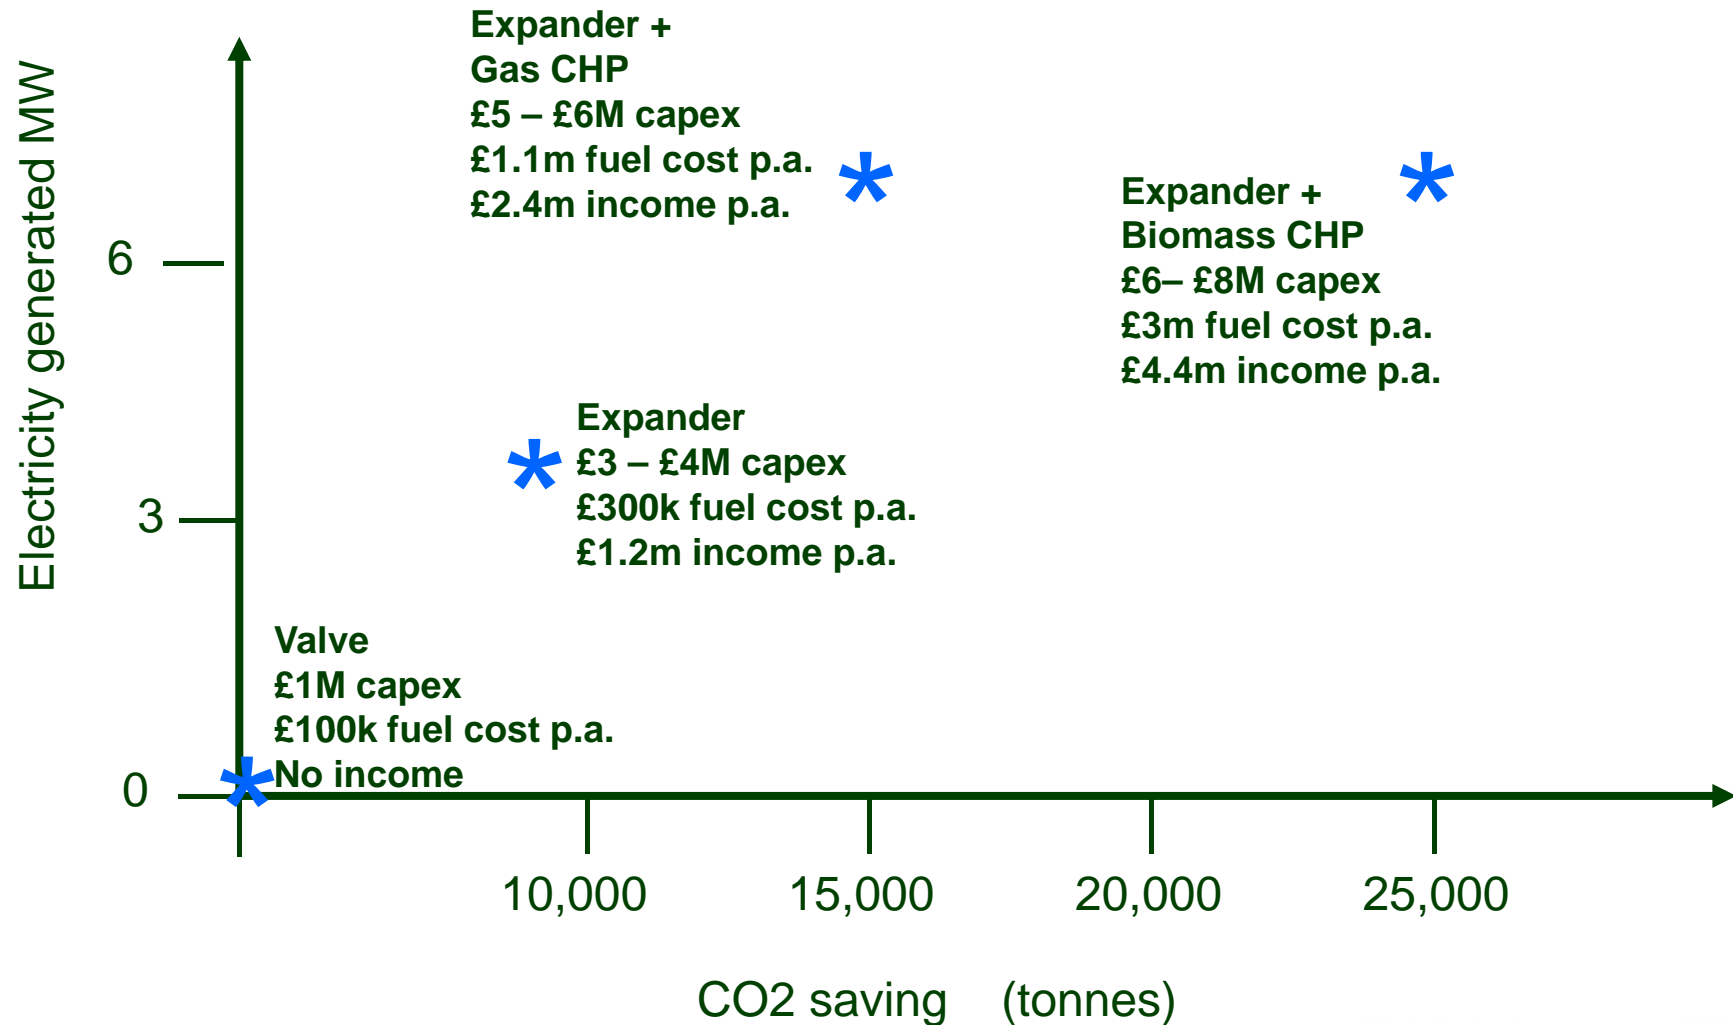 Electricity generated MW
6
3
0
Expander +
Gas CHP
£5 – £6M capex
£1.1m fuel cost p.a.
£2.4m income p.a.
Expander +
Biomass CHP
£6– £8M capex
£3m fuel cost p.a.
£4.4m income p.a.
Expander
£3 – £4M capex
£300k fuel cost p.a.
£1.2m income p.a.
Valve
£1M capex
£100k fuel cost p.a.
No income
10,000 15,000 20,000 25,000
CO2 saving (tonnes)